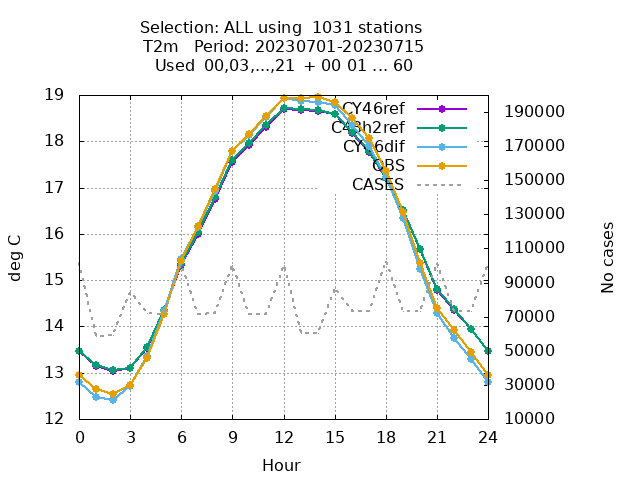 Selection: ALL using 1031 stations
T2m Period: 20230701-20230715
Used 00,03,...,21 + 00 01 ... 60
deg C
19
18
17
16
15
14
13
12
CY46ref
C43h2ref
CY46dif
OBS
CASES
190000
170000
150000
130000
110000
90000
70000
50000
30000
10000
No cases
0 3 6 9 12 15 18 21 24
Hour